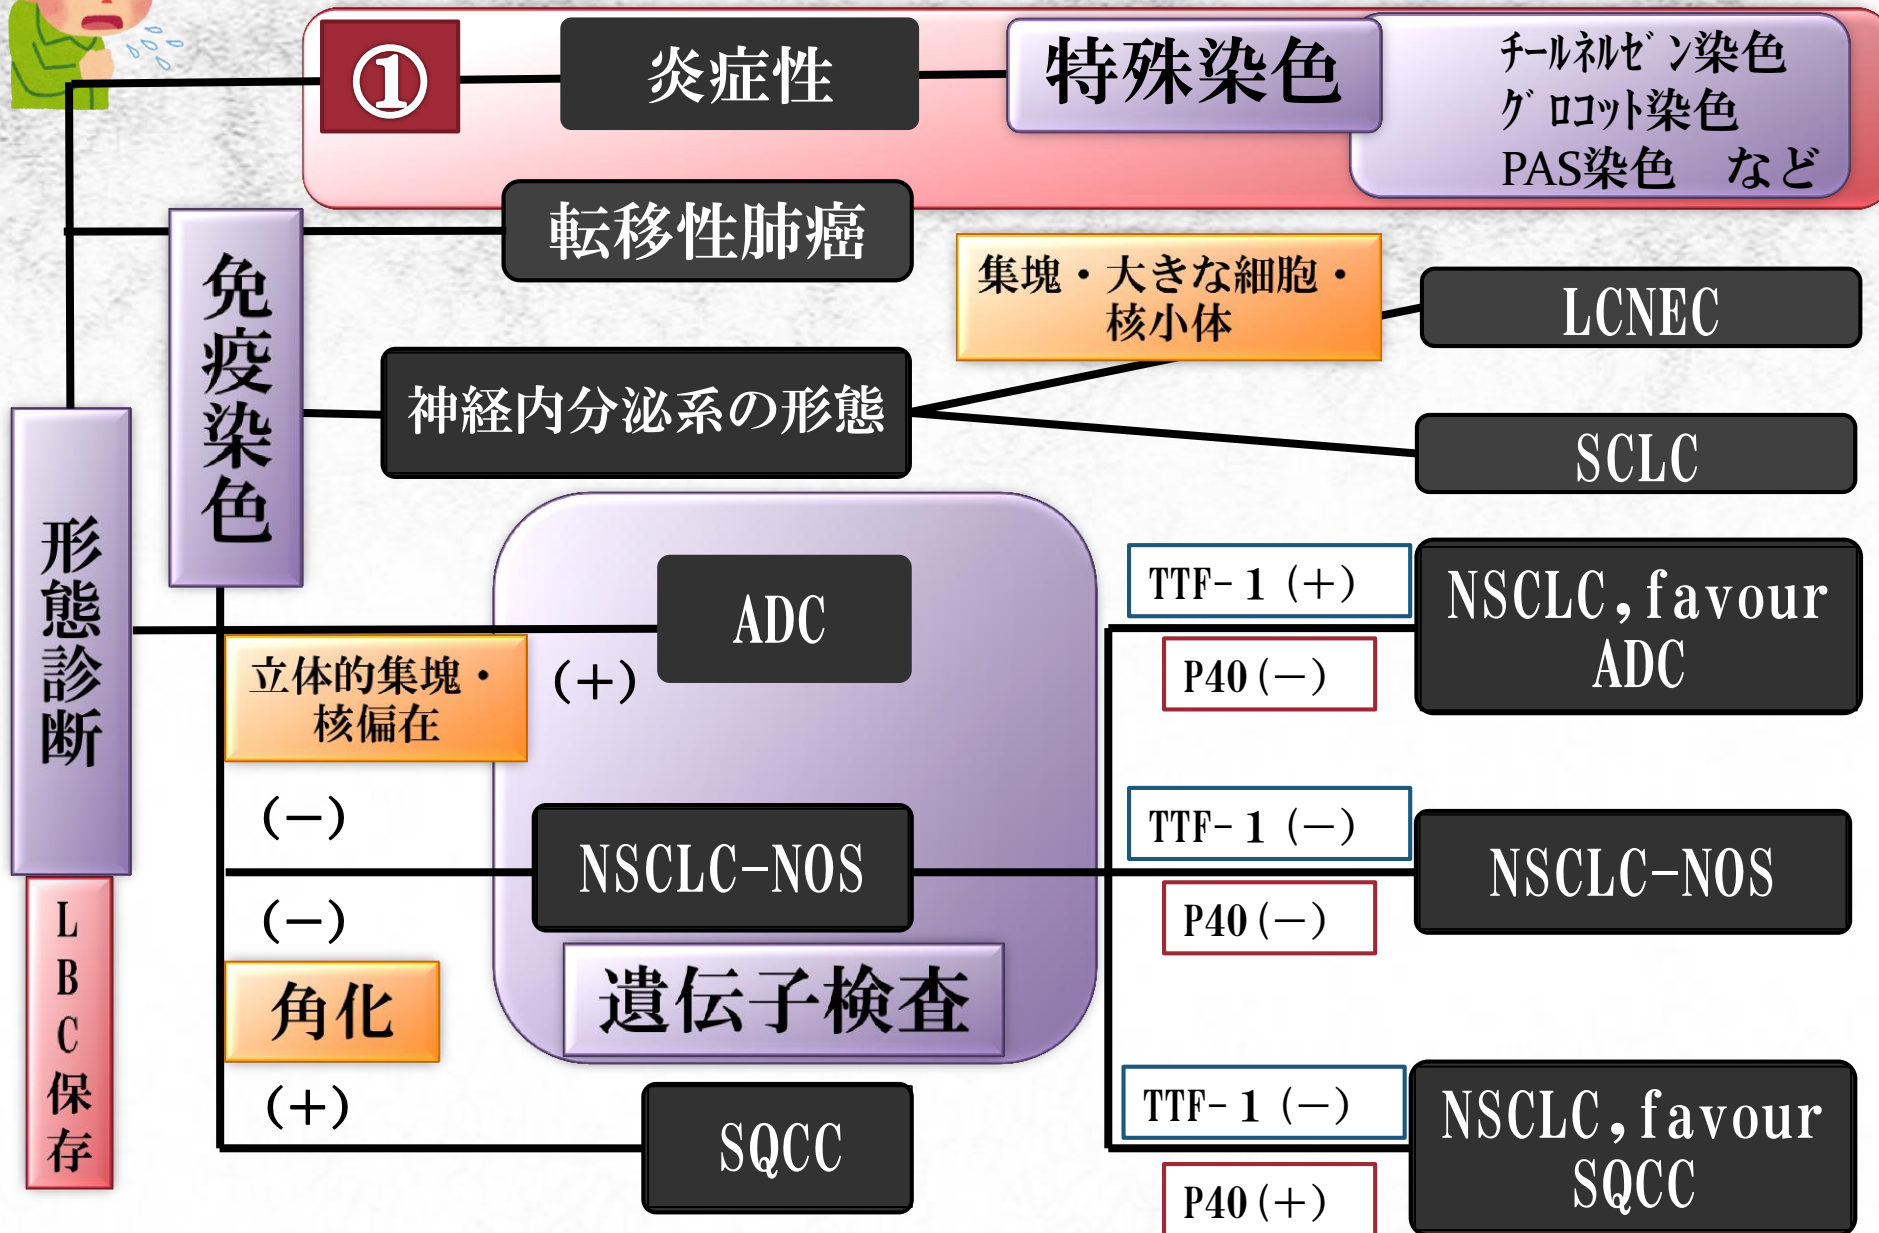 ①
炎症性
特殊染色
チールネルゼン染色
グロコット染色
PAS染色 など
転移性肺癌
免疫染色
集塊・大きな細胞・
核小体
LCNEC
神経内分泌系の形態
SCLC
形態診断
ADC
TTF-1 (+)
P40 (-)
NSCLC, favour
ADC
立体的集塊・
核偏在
(+)
(-)
NSCLC-NOS
TTF-1 (-)
P40 (-)
NSCLC-NOS
(-)
LBC保存
角化
遺伝子検査
(+)
SQCC
TTF-1 (-)
P40 (+)
NSCLC, favour
SQCC